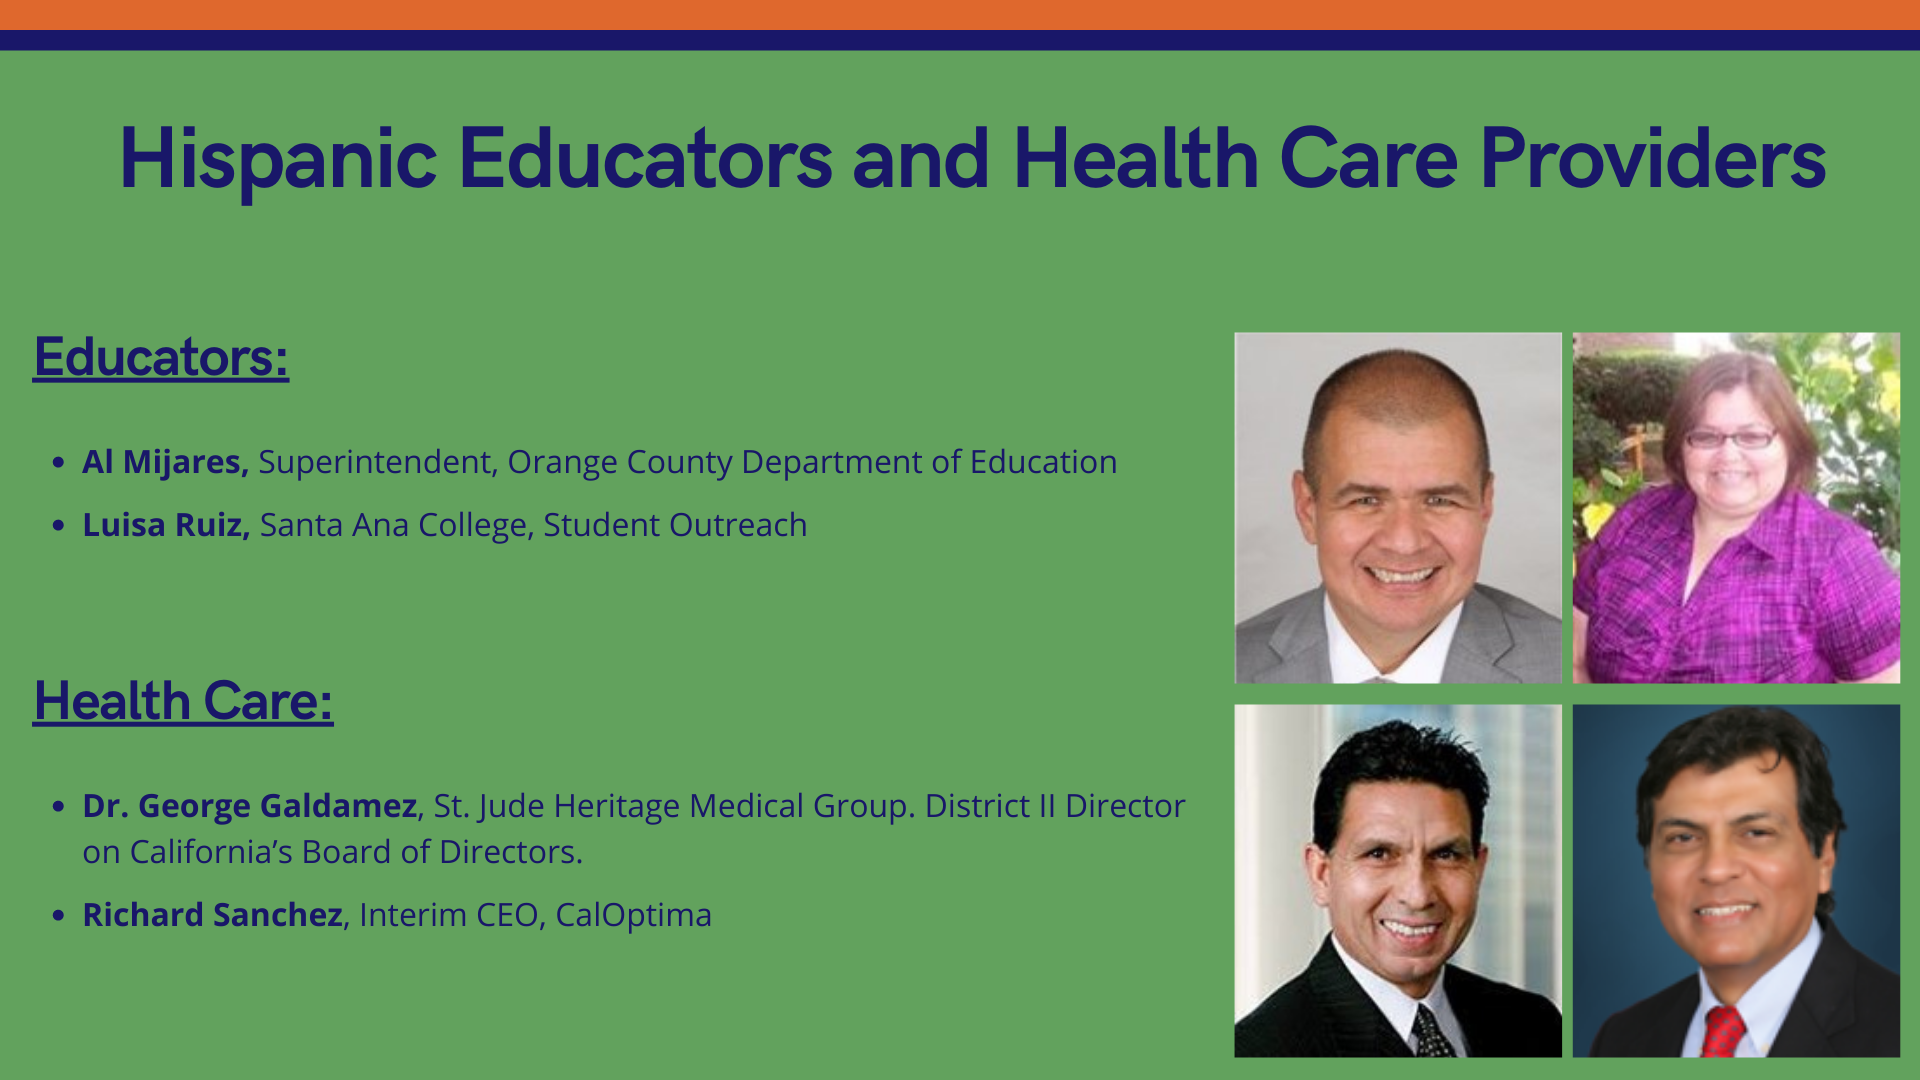 Hispanic Educators and Health Care Providers
Educators:
• Al Mijares, Superintendent, Orange County Department of Education
• Luisa Ruiz, Santa Ana College, Student Outreach
Health Care:
• Dr. George Galdamez, St. Jude Heritage Medical Group. District II Director
on California’s Board of Directors.
• Richard Sanchez, Interim CEO, CalOptima